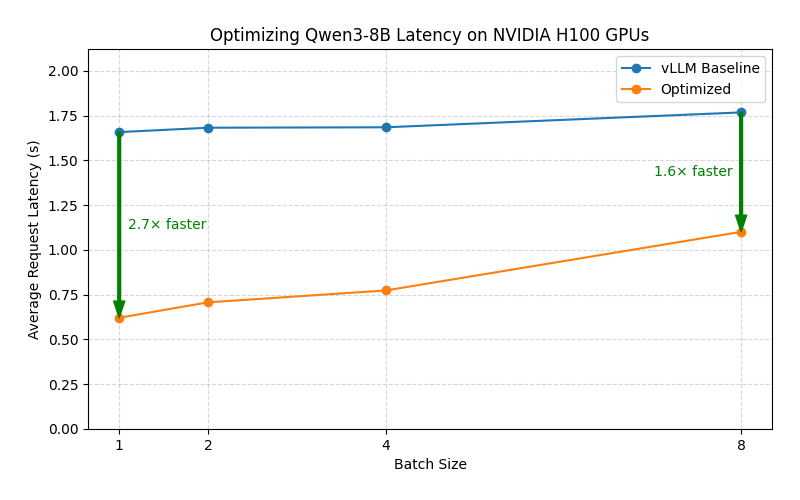 Optimizing Qwen3-8B Latency on NVIDIA H100 GPUs
vLLM Baseline
Optimized
2.00
1.75
1.50
1.25
1.00
0.75
0.50
0.25
0.00
Average Request Latency (s)
2.7× faster
1.6× faster
1 2 4 8
Batch Size